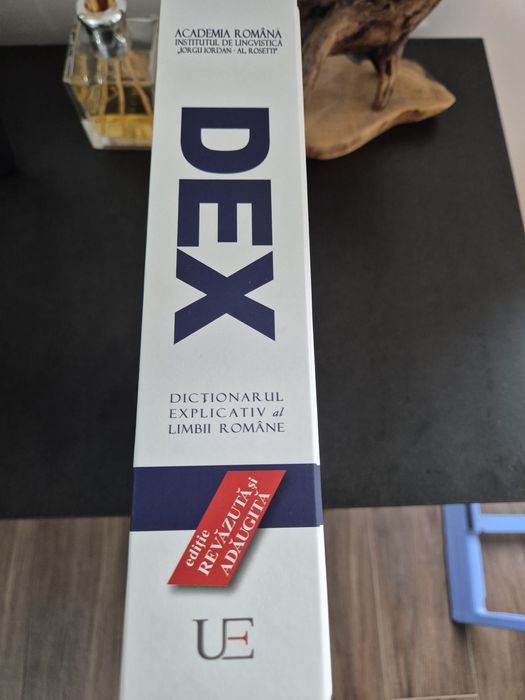 ACADEMIA ROMÂNĂ
INSTITUTUL DE LINGVISTICĂ
„IORGU IORDAN - AL. ROSETTI”
DEX
DICȚIONARUL
EXPLICATIV al
LIMBII ROMÂNE
ediție
REVĂZUTĂ și
ADĂUGITĂ
UE